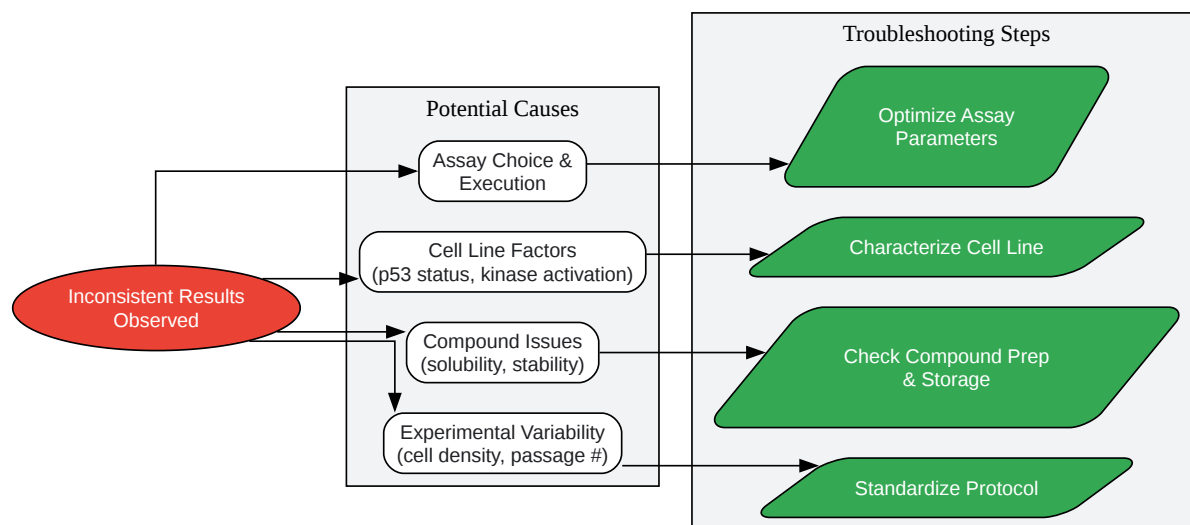 Troubleshooting Steps
Potential Causes
Optimize Assay
Parameters
Assay Choice &
Execution
Cell Line Factors
(p53 status, kinase activation)
Characterize Cell Line
Inconsistent Results
Observed
Compound Issues
(solubility, stability)
Check Compound Prep
& Storage
Experimental Variability
(cell density, passage #)
Standardize Protocol